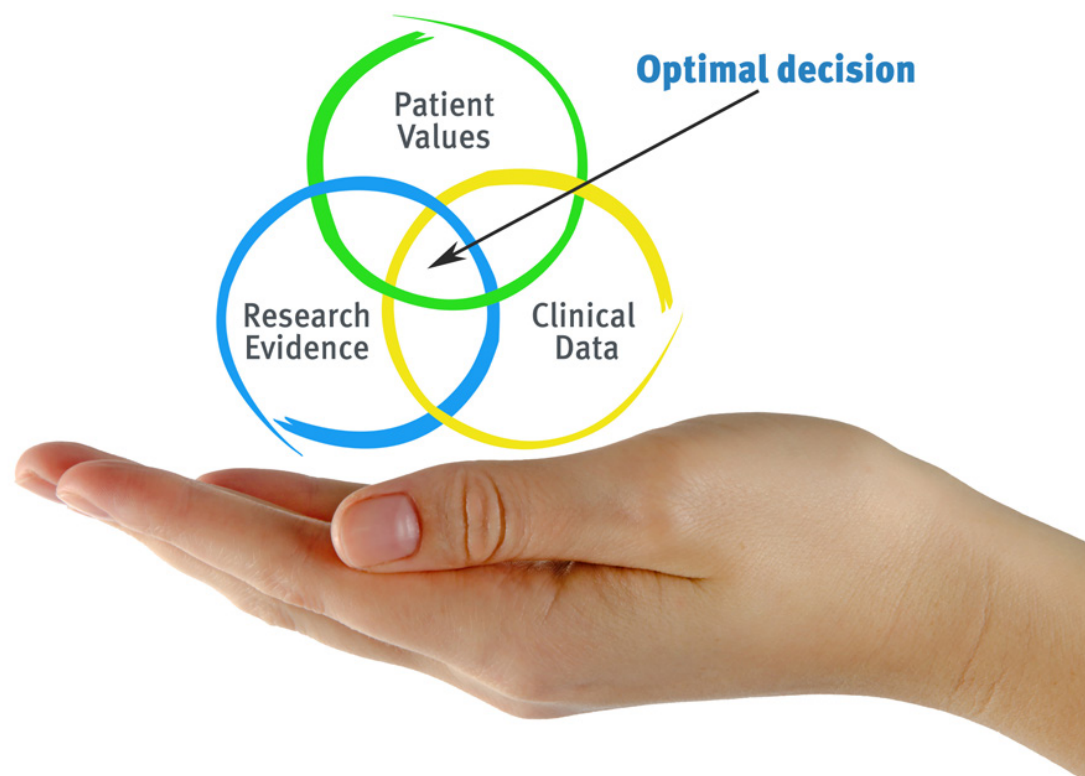 Optimal decision
Patient
Values
Research
Evidence
Clinical
Data